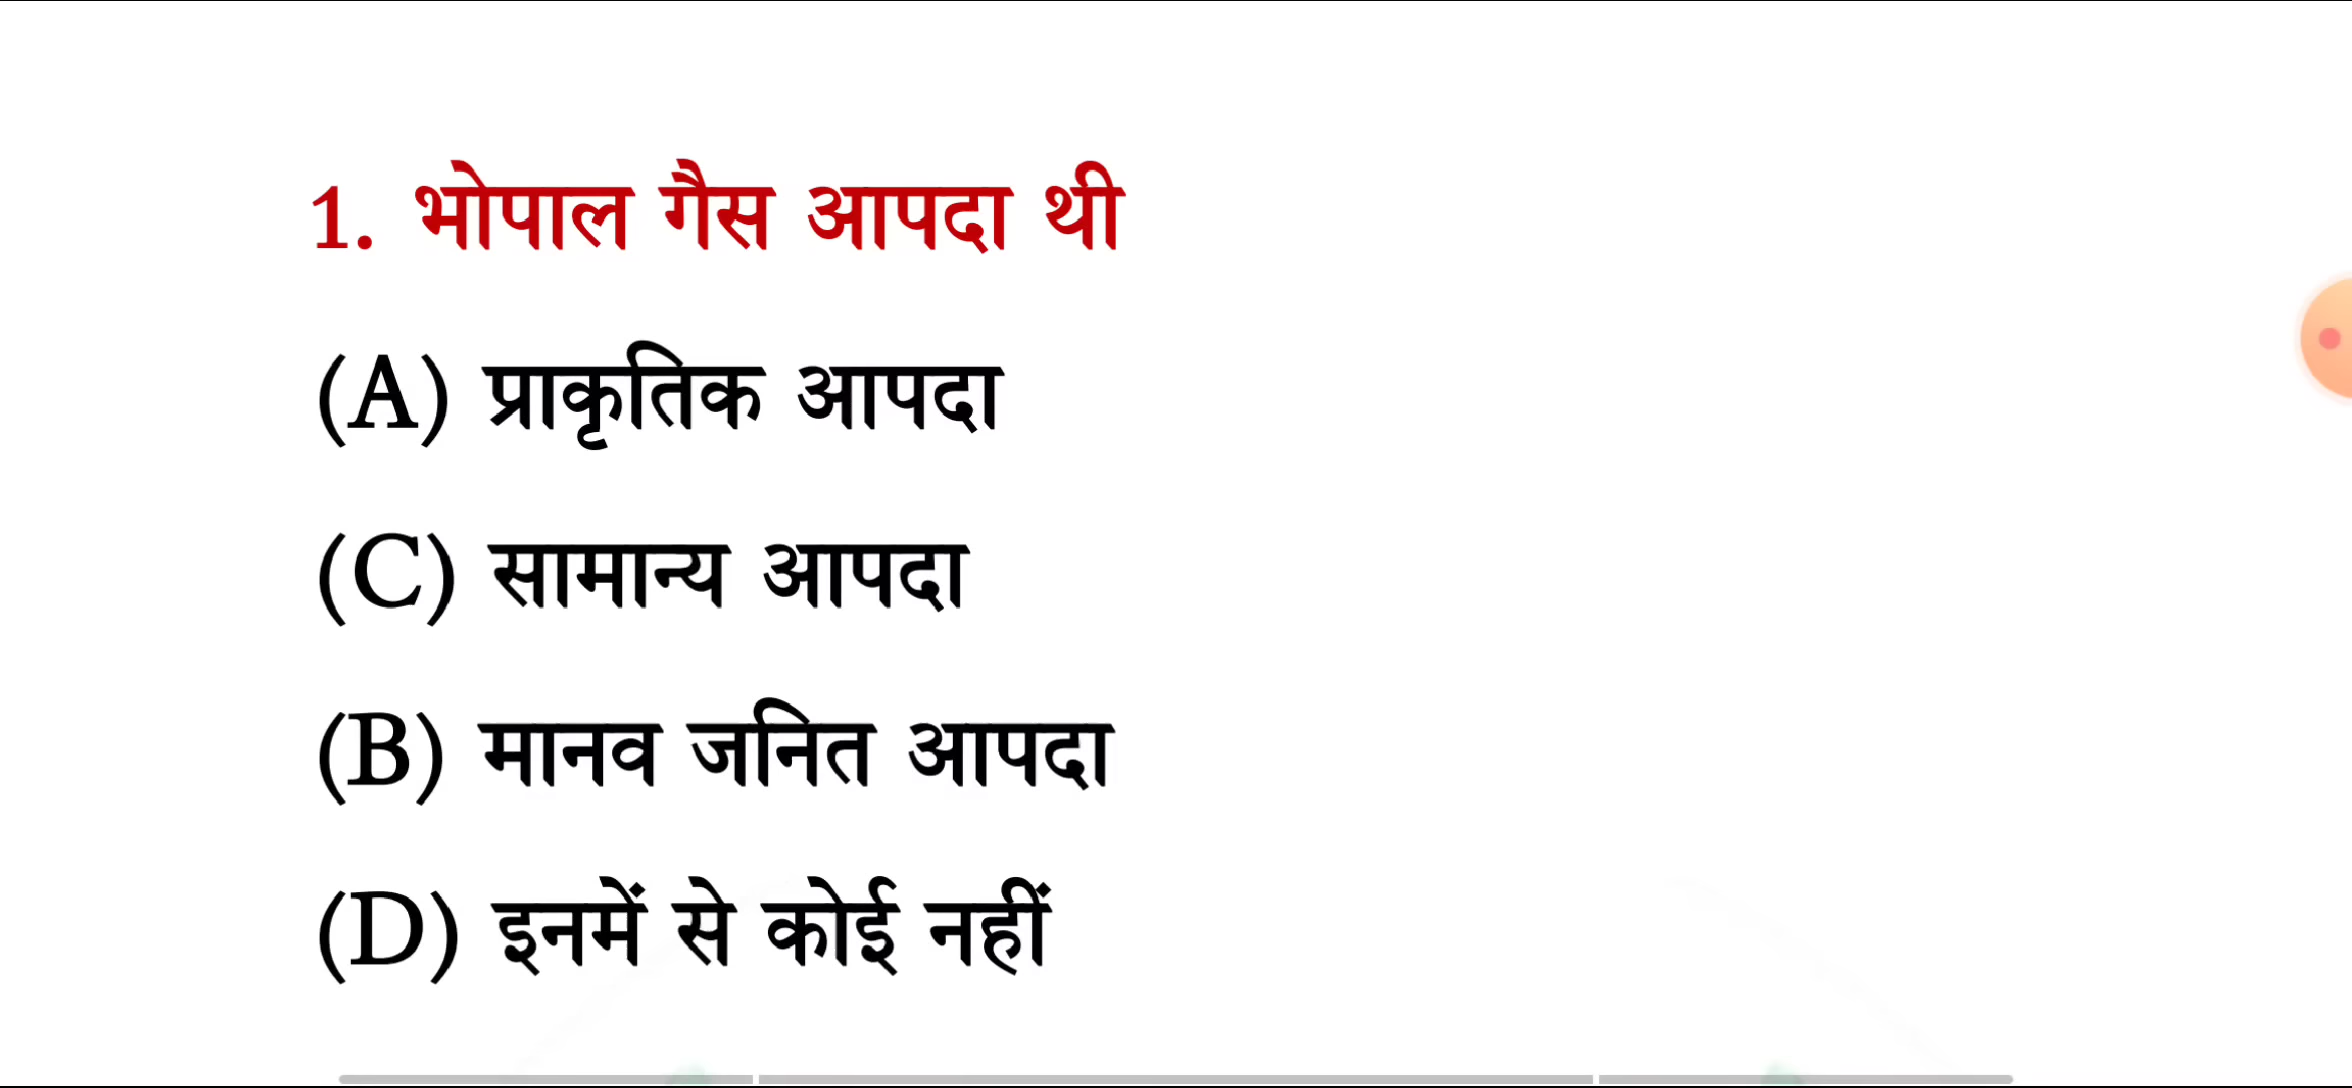 1. भोपाल गैस आपदा थी
(A) प्राकृतिक आपदा
(C) सामान्य आपदा
(B) मानव जनित आपदा
(D) इनमें से कोई नहीं